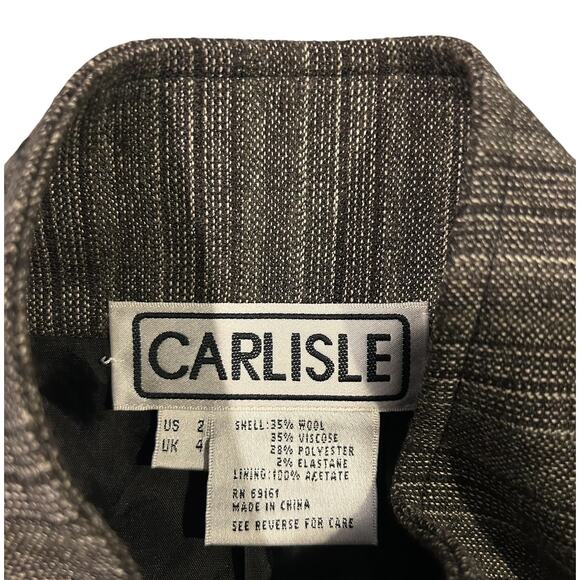 CARLISLE
US 2
UK 4
SHELL:35% WOOL
35% VISCOSE
28% POLYESTER
2% ELASTANE
LINING:100% ACETATE
RN 69161
MADE IN CHINA
SEE REVERSE FOR CARE